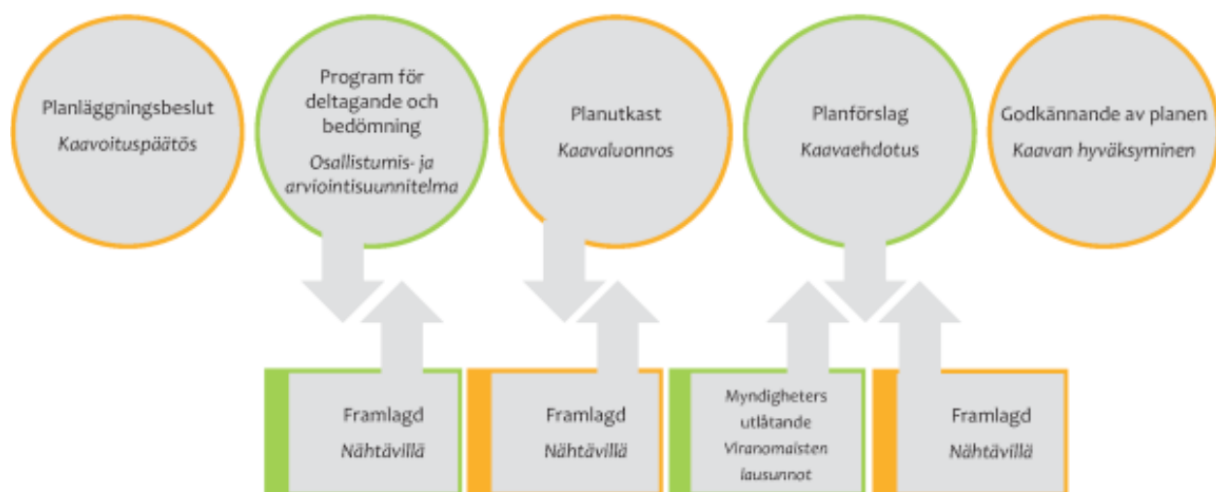 Planläggningsbeslut
Kaavoituspäätös
Program för
deltagande och
bedömning
Osallistumis- ja
arviointisuunnitelma
Planutkast
Kaavaluonnos
Planförslag
Kaavaehdotus
Godkännande av planen
Kaavan hyväksyminen
Framlagd
Nähtävillä
Framlagd
Nähtävillä
Myndigheters
utlåtande
Viranomaisten
lausunnot
Framlagd
Nähtävillä